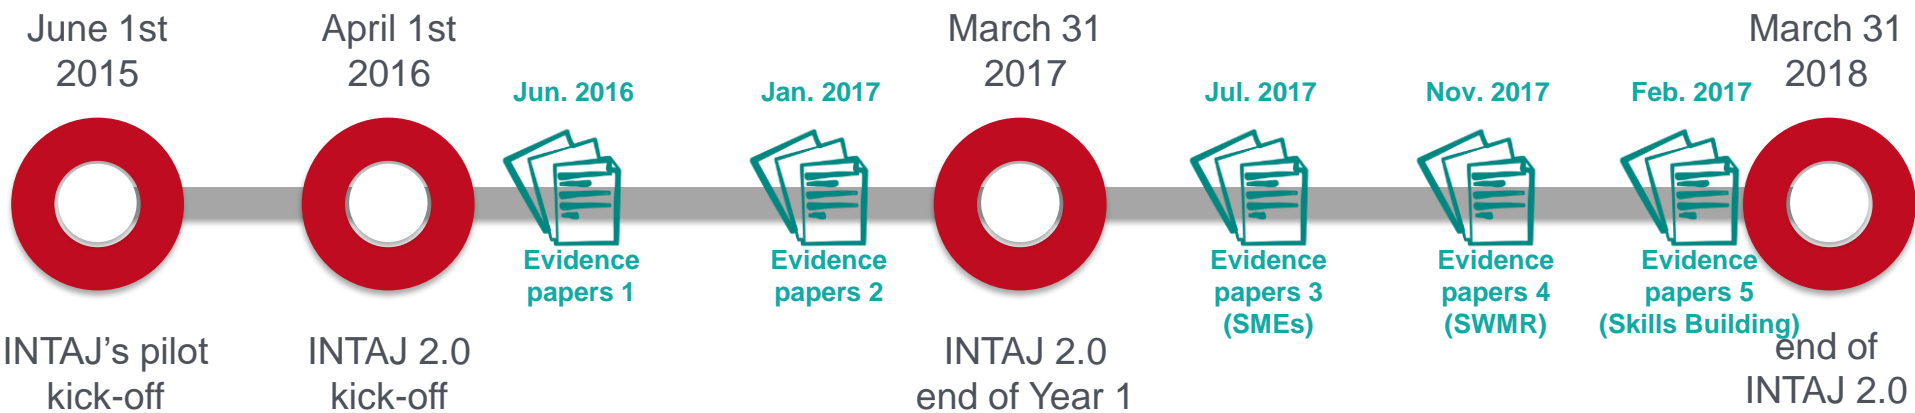 June 1st
2015
April 1st
2016
Jun. 2016
Jan. 2017
March 31
2017
Jul. 2017
Nov. 2017
Feb. 2017
March 31
2018
Evidence
papers 1
Evidence
papers 2
Evidence
papers 3
(SMEs)
Evidence
papers 4
(SWMR)
Evidence
papers 5
(Skills Building)
INTAJ’s pilot
kick-off
INTAJ 2.0
kick-off
INTAJ 2.0
end of Year 1
end of
INTAJ 2.0